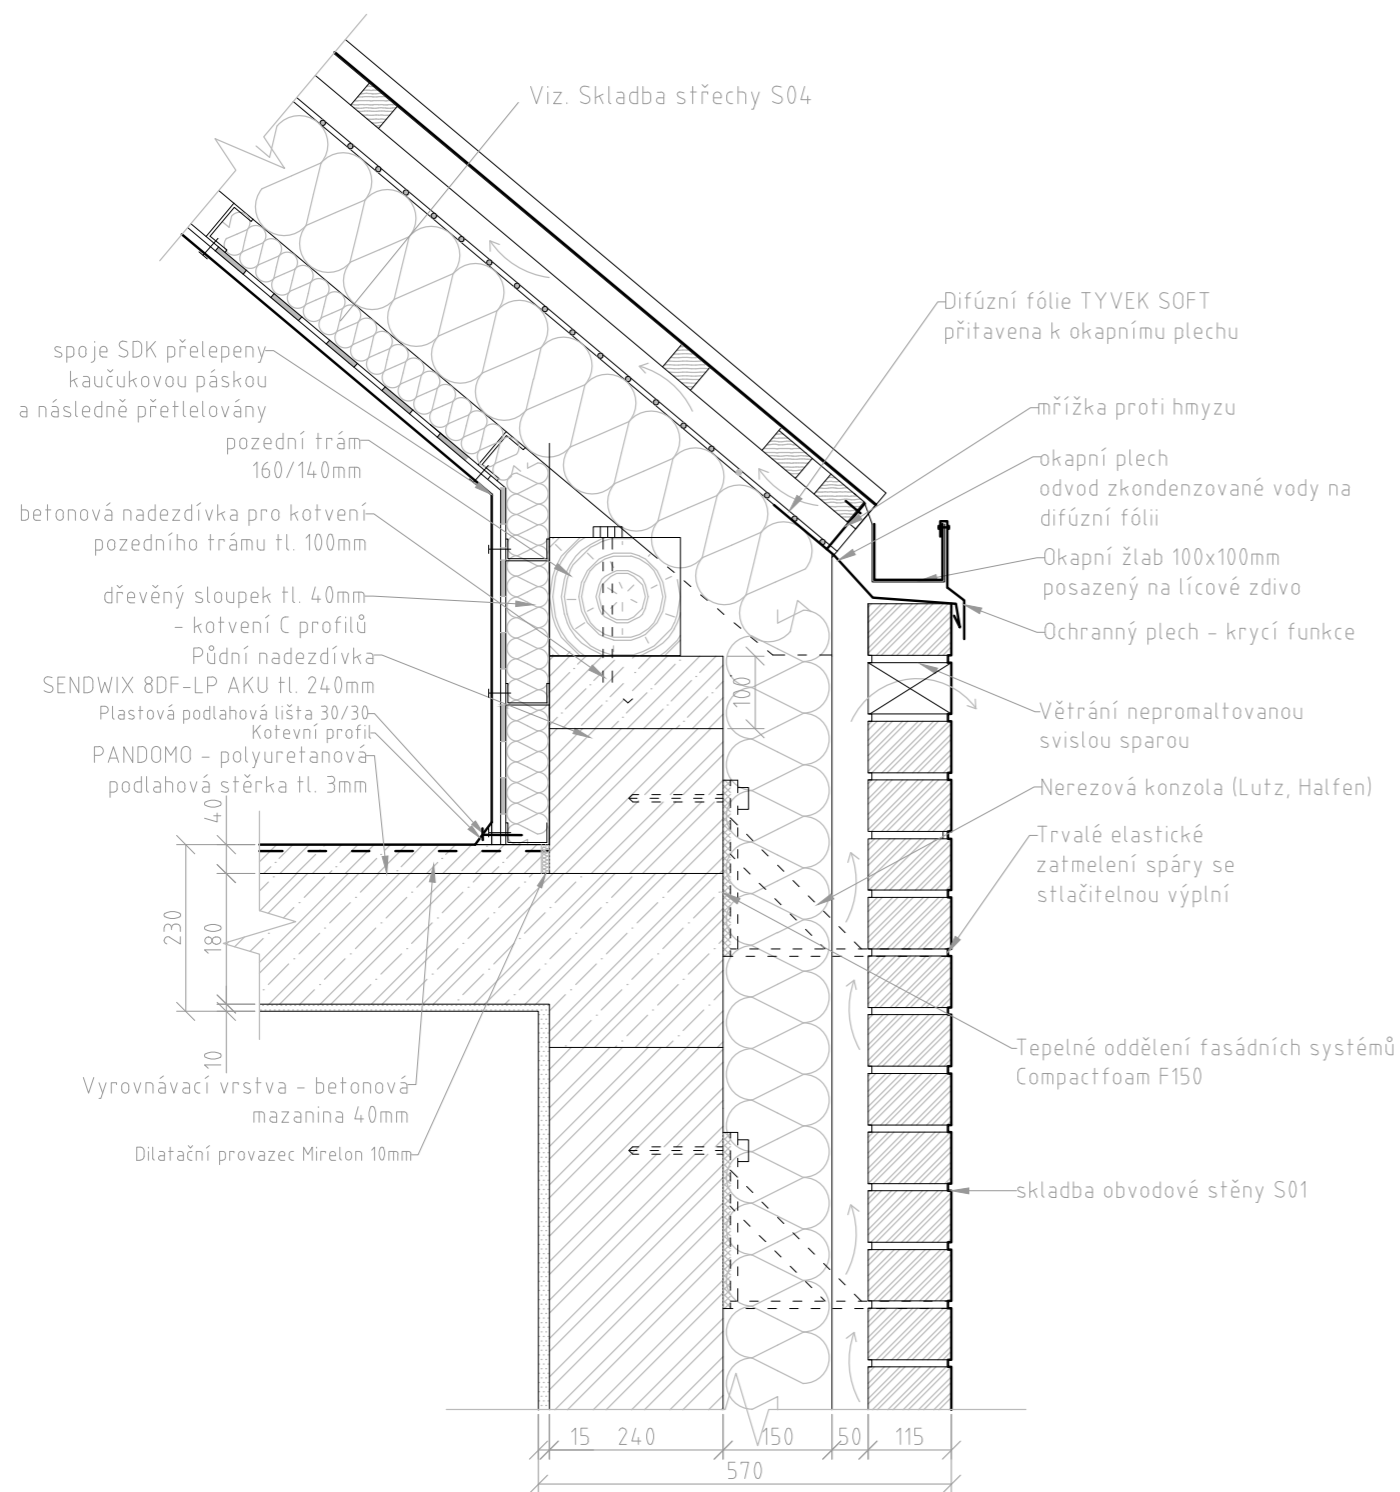 Viz. Skladba střechy S04
Difúzní fólie TYVEK SOFT
přitavena k okapnímu plechu
spoje SDK přelepeny
kaučukovou páskou
a následně přetlelovány
mřížka proti hmyzu
pozední trám
160/140mm
okapní plech
odvod zkondenzované vody na
difúzní fólii
betonová nadezdívka pro kotvení
pozedního trámu tl. 100mm
Okapní žlab 100x100mm
posazený na lícové zdivo
dřevěný sloupek tl. 40mm
- kotvení C profilů
Ochranný plech - krycí funkce
Půdní nadezdívka
SENDWIX 8DF-LP AKU tl. 240mm
100
Větrání nepromaltovanou
svislou sparou
Plastová podlahová lišta 30/30
Kotevní profil
PANDOMO - polyuretanová
podlahová stěrka tl. 3mm
Nerezová konzola (Lutz, Halfen)
40
Trvalé elastické
zatmelení spáry se
stlačitelnou výplní
230
180
10
Tepelné oddělení fasádních systémů
Compactfoam F150
Vyrovnávací vrstva - betonová
mazanina 40mm
Dilatační provazec Mirelon 10mm
skladba obvodové stěny S01
15 240 150 50 115
570